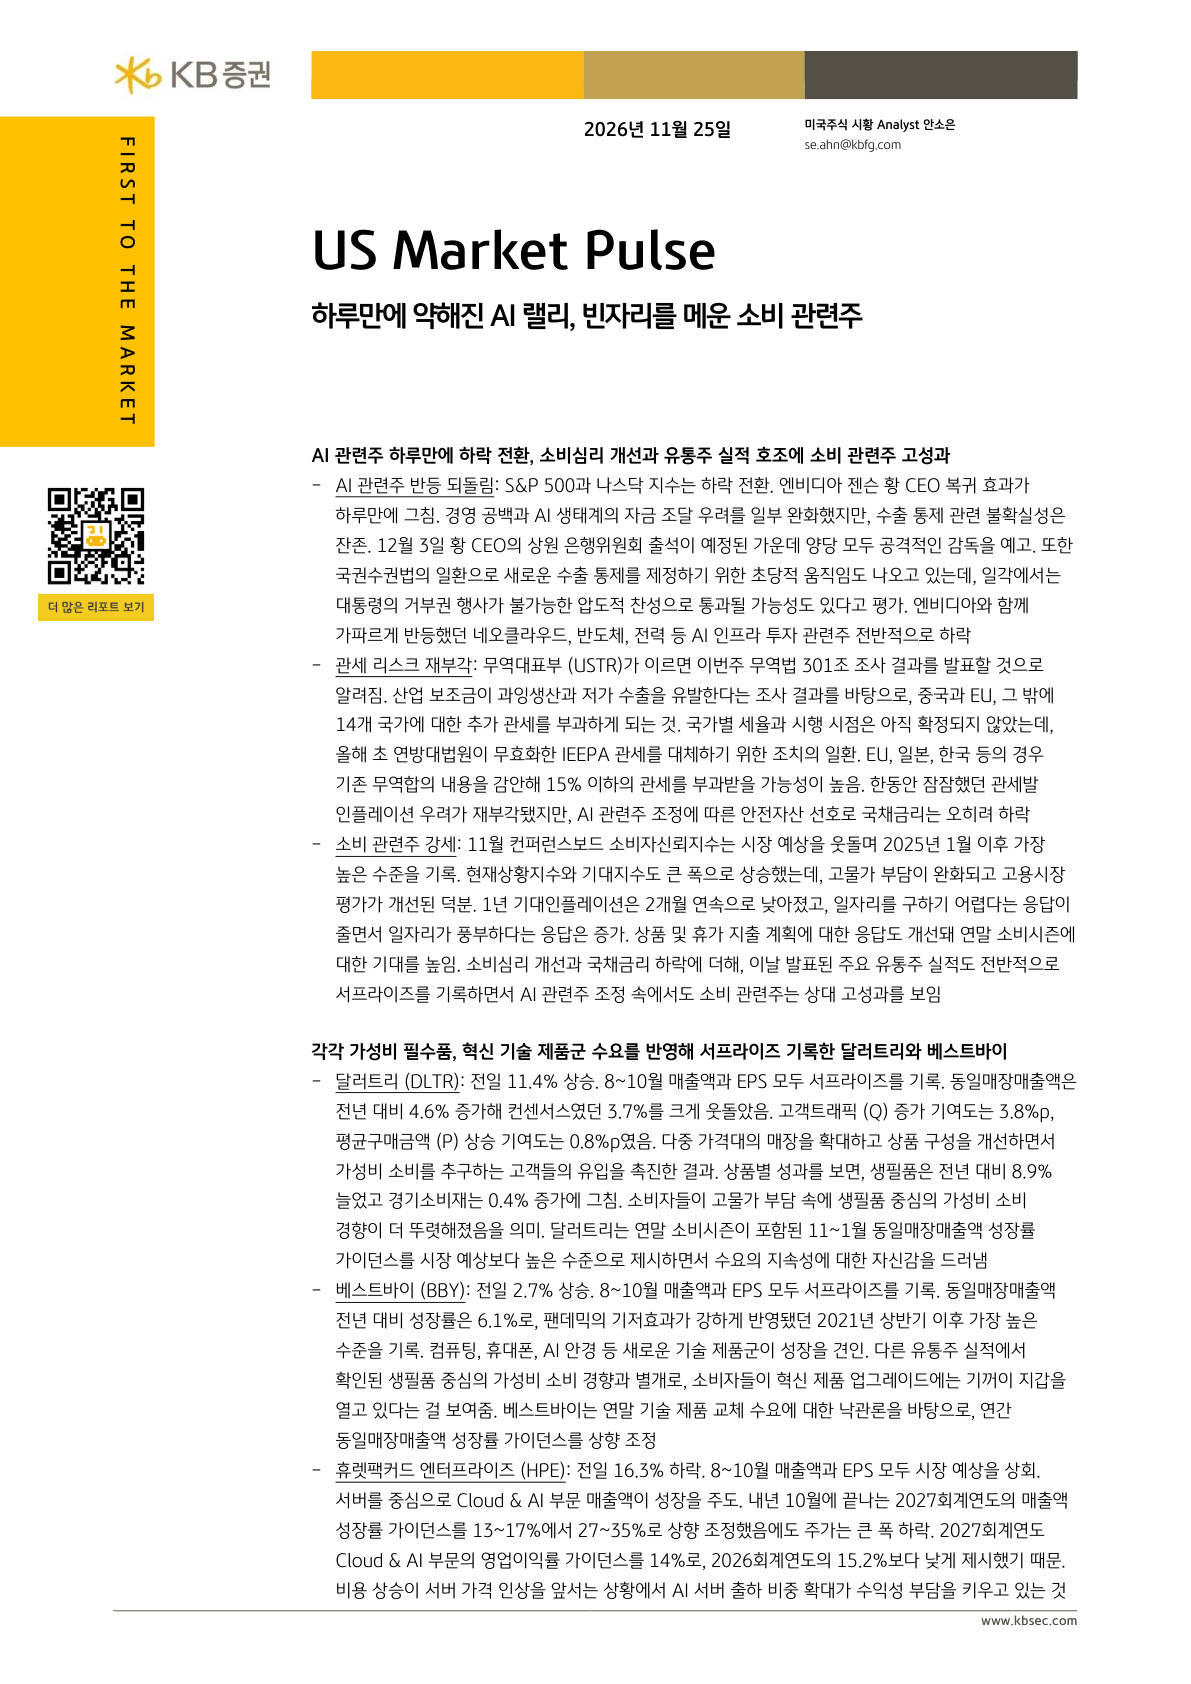 KB증권
2026년 11월 25일
미국주식 시황 Analyst 안소은
se.ahn@kbfg.com
FIRST TO THE MARKET
더 많은 리포트 보기
US Market Pulse
하루만에 약해진 AI 랠리, 빈자리를 메운 소비 관련주
AI 관련주 하루만에 하락 전환, 소비심리 개선과 유통주 실적 호조에 소비 관련주 고성과
– AI 관련주 반등 되돌림: S&P 500과 나스닥 지수는 하락 전환. 엔비디아 젠슨 황 CEO 복귀 효과가
하루만에 그침. 경영 공백과 AI 생태계의 자금 조달 우려를 일부 완화했지만, 수출 통제 관련 불확실성은
잔존. 12월 3일 황 CEO의 상원 은행위원회 출석이 예정된 가운데 양당 모두 공격적인 감독을 예고. 또한
국권수권법의 일환으로 새로운 수출 통제를 제정하기 위한 초당적 움직임도 나오고 있는데, 일각에서는
대통령의 거부권 행사가 불가능한 압도적 찬성으로 통과될 가능성도 있다고 평가. 엔비디아와 함께
가파르게 반등했던 네오클라우드, 반도체, 전력 등 AI 인프라 투자 관련주 전반적으로 하락
– 관세 리스크 재부각: 무역대표부 (USTR)가 이르면 이번주 무역법 301조 조사 결과를 발표할 것으로
알려짐. 산업 보조금이 과잉생산과 저가 수출을 유발한다는 조사 결과를 바탕으로, 중국과 EU, 그 밖에
14개 국가에 대한 추가 관세를 부과하게 되는 것. 국가별 세율과 시행 시점은 아직 확정되지 않았는데,
올해 초 연방대법원이 무효화한 IEEPA 관세를 대체하기 위한 조치의 일환. EU, 일본, 한국 등의 경우
기존 무역합의 내용을 감안해 15% 이하의 관세를 부과받을 가능성이 높음. 한동안 잠잠했던 관세발
인플레이션 우려가 재부각됐지만, AI 관련주 조정에 따른 안전자산 선호로 국채금리는 오히려 하락
– 소비 관련주 강세: 11월 컨퍼런스보드 소비자신뢰지수는 시장 예상을 웃돌며 2025년 1월 이후 가장
높은 수준을 기록. 현재상황지수와 기대지수도 큰 폭으로 상승했는데, 고물가 부담이 완화되고 고용시장
평가가 개선된 덕분. 1년 기대인플레이션은 2개월 연속으로 낮아졌고, 일자리를 구하기 어렵다는 응답이
줄면서 일자리가 풍부하다는 응답은 증가. 상품 및 휴가 지출 계획에 대한 응답도 개선돼 연말 소비시즌에
대한 기대를 높임. 소비심리 개선과 국채금리 하락에 더해, 이날 발표된 주요 유통주 실적도 전반적으로
서프라이즈를 기록하면서 AI 관련주 조정 속에서도 소비 관련주는 상대 고성과를 보임
각각 가성비 필수품, 혁신 기술 제품군 수요를 반영해 서프라이즈 기록한 달러트리와 베스트바이
– 달러트리 (DLTR): 전일 11.4% 상승. 8~10월 매출액과 EPS 모두 서프라이즈를 기록. 동일매장매출액은
전년 대비 4.6% 증가해 컨센서스였던 3.7%를 크게 웃돌았음. 고객트래픽 (Q) 증가 기여도는 3.8%p,
평균구매금액 (P) 상승 기여도는 0.8%p였음. 다중 가격대의 매장을 확대하고 상품 구성을 개선하면서
가성비 소비를 추구하는 고객들의 유입을 촉진한 결과. 상품별 성과를 보면, 생필품은 전년 대비 8.9%
늘었고 경기소비재는 0.4% 증가에 그침. 소비자들이 고물가 부담 속에 생필품 중심의 가성비 소비
경향이 더 뚜렷해졌음을 의미. 달러트리는 연말 소비시즌이 포함된 11~1월 동일매장매출액 성장률
가이던스를 시장 예상보다 높은 수준으로 제시하면서 수요의 지속성에 대한 자신감을 드러냄
– 베스트바이 (BBY): 전일 2.7% 상승. 8~10월 매출액과 EPS 모두 서프라이즈를 기록. 동일매장매출액
전년 대비 성장률은 6.1%로, 팬데믹의 기저효과가 강하게 반영됐던 2021년 상반기 이후 가장 높은
수준을 기록. 컴퓨팅, 휴대폰, AI 안경 등 새로운 기술 제품군이 성장을 견인. 다른 유통주 실적에서
확인된 생필품 중심의 가성비 소비 경향과 별개로, 소비자들이 혁신 제품 업그레이드에는 기꺼이 지갑을
열고 있다는 걸 보여줌. 베스트바이는 연말 기술 제품 교체 수요에 대한 낙관론을 바탕으로, 연간
동일매장매출액 성장률 가이던스를 상향 조정
– 휴렛팩커드 엔터프라이즈 (HPE): 전일 16.3% 하락. 8~10월 매출액과 EPS 모두 시장 예상을 상회.
서버를 중심으로 Cloud & AI 부문 매출액이 성장을 주도. 내년 10월에 끝나는 2027회계연도의 매출액
성장률 가이던스를 13~17%에서 27~35%로 상향 조정했음에도 주가는 큰 폭 하락. 2027회계연도
Cloud & AI 부문의 영업이익률 가이던스를 14%로, 2026회계연도의 15.2%보다 낮게 제시했기 때문.
비용 상승이 서버 가격 인상을 앞서는 상황에서 AI 서버 출하 비중 확대가 수익성 부담을 키우고 있는 것
www.kbsec.com